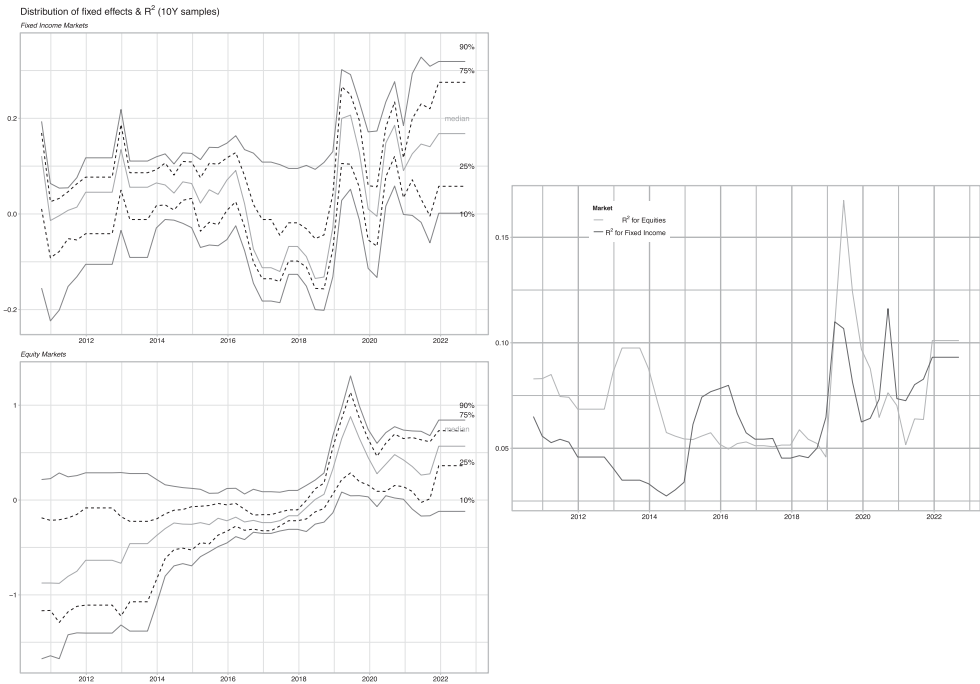 Distribution of fixed effects & R² (10Y samples)
Fixed Income Markets
90%
75%
median
25%
10%
0.2
0.0
−0.2
2012 2014 2016 2018 2020 2022
Equity Markets
90%
75%
median
25%
10%
1
0
−1
2012 2014 2016 2018 2020 2022
Market
R² for Equities
R² for Fixed Income
0.15
0.10
0.05
2012 2014 2016 2018 2020 2022